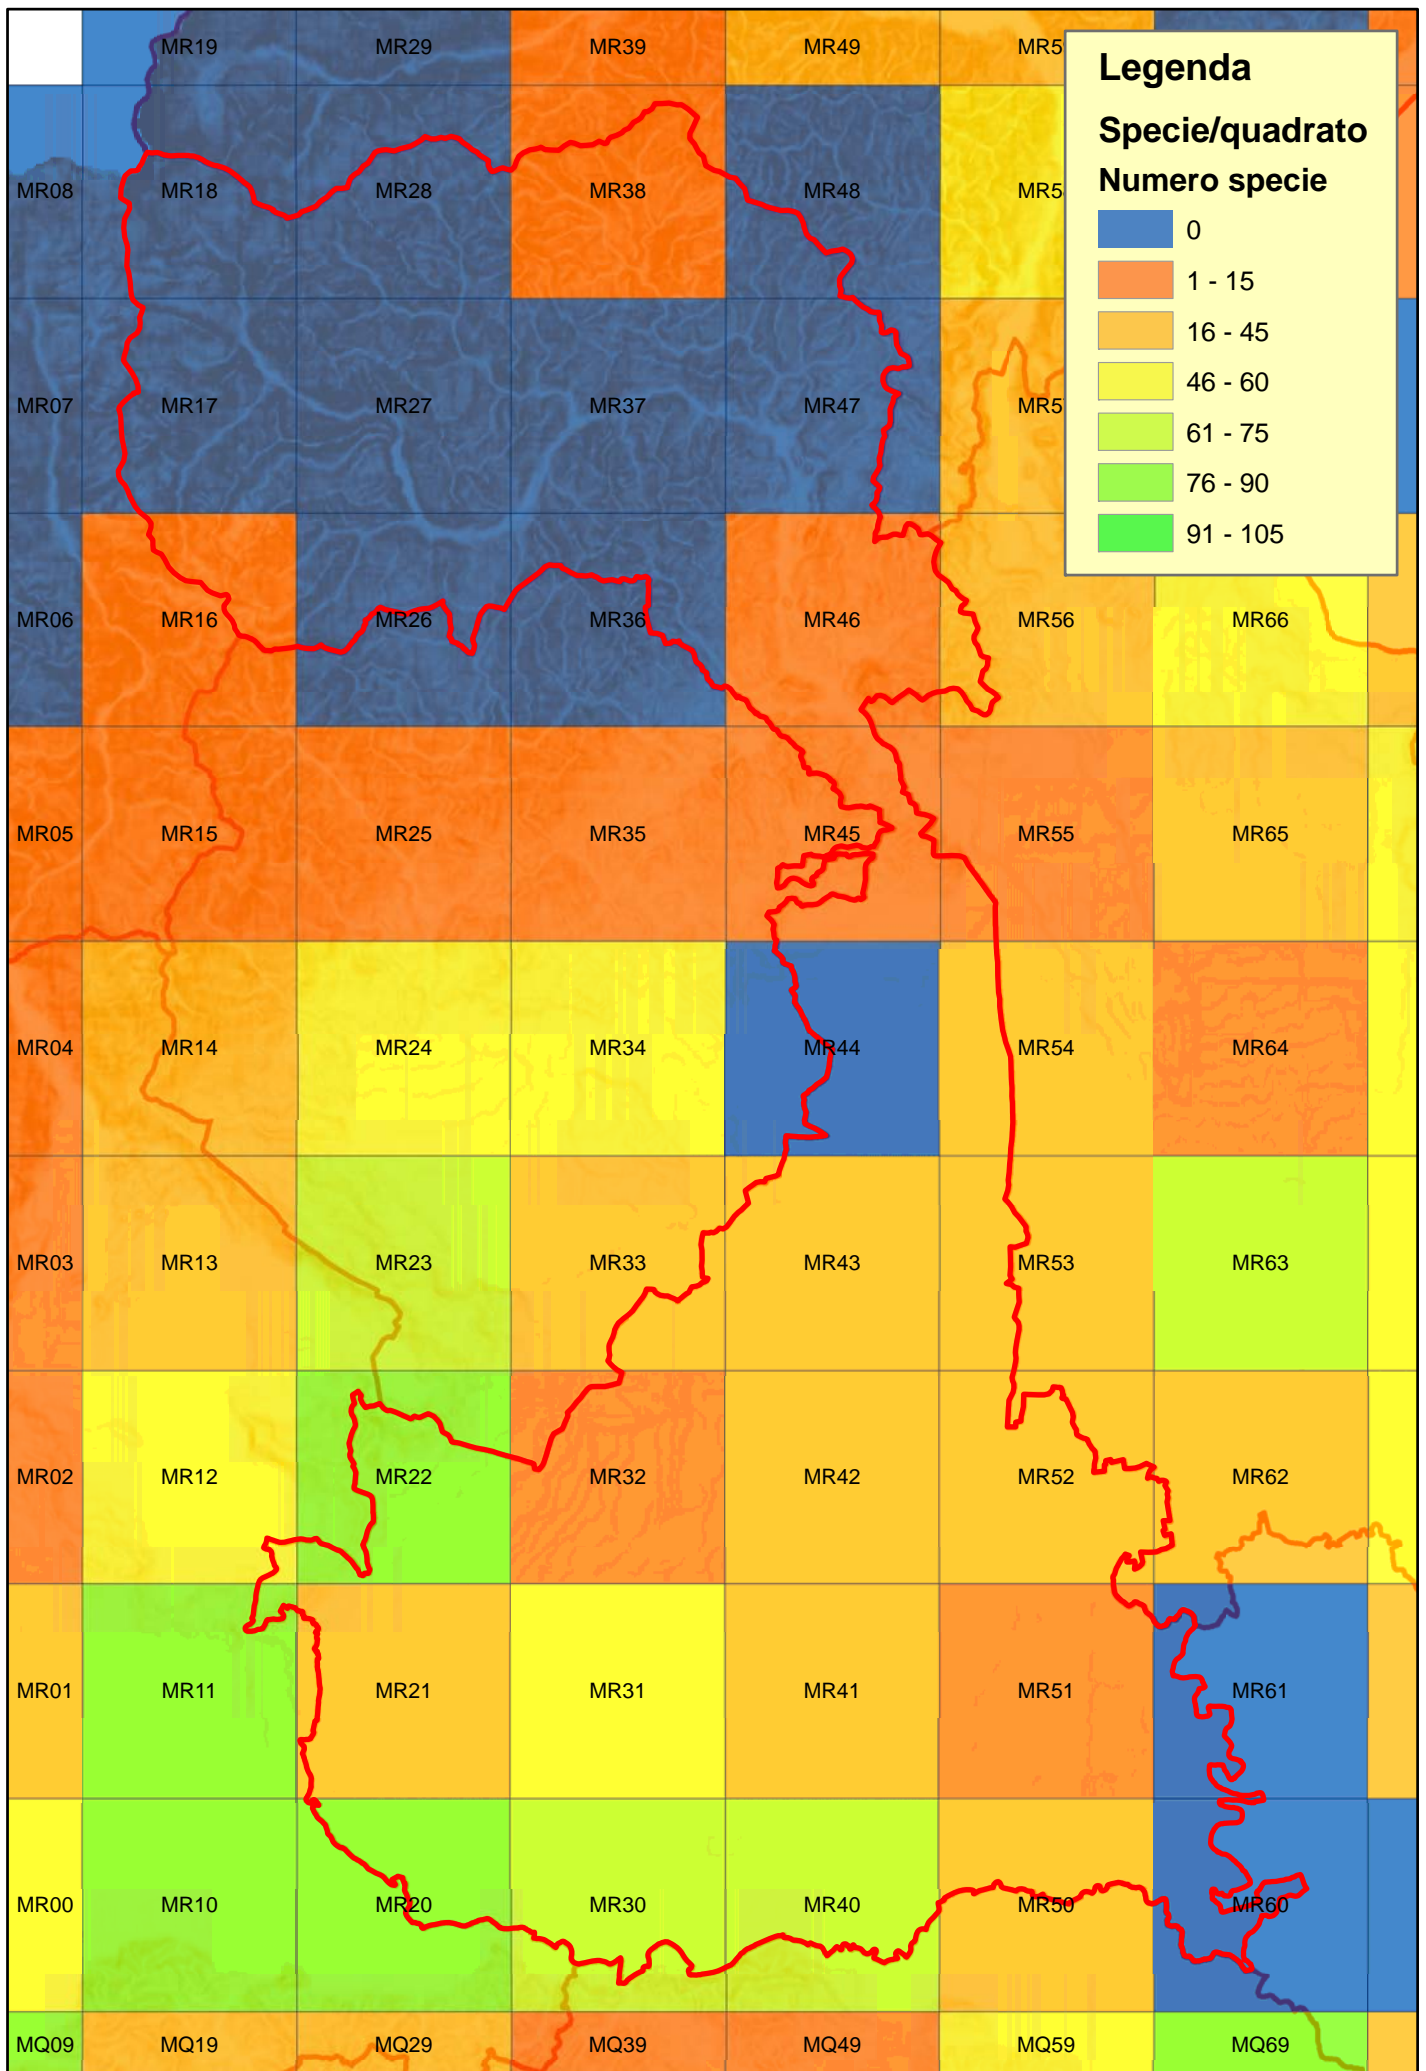 MR19 MR29 MR39 MR49 MR5
Legenda
Specie/quadrato
Numero specie
0
1 - 15
16 - 45
46 - 60
61 - 75
76 - 90
91 - 105
MR08 MR18 MR28 MR38 MR48 MR5
MR07 MR17 MR27 MR37 MR47 MR5
MR06 MR16 MR26 MR36 MR46 MR56 MR66
MR05 MR15 MR25 MR35 MR45 MR55 MR65
MR04 MR14 MR24 MR34 MR44 MR54 MR64
MR03 MR13 MR23 MR33 MR43 MR53 MR63
MR02 MR12 MR22 MR32 MR42 MR52 MR62
MR01 MR11 MR21 MR31 MR41 MR51 MR61
MR00 MR10 MR20 MR30 MR40 MR50 MR60
MQ09 MQ19 MQ29 MQ39 MQ49 MQ59 MQ69